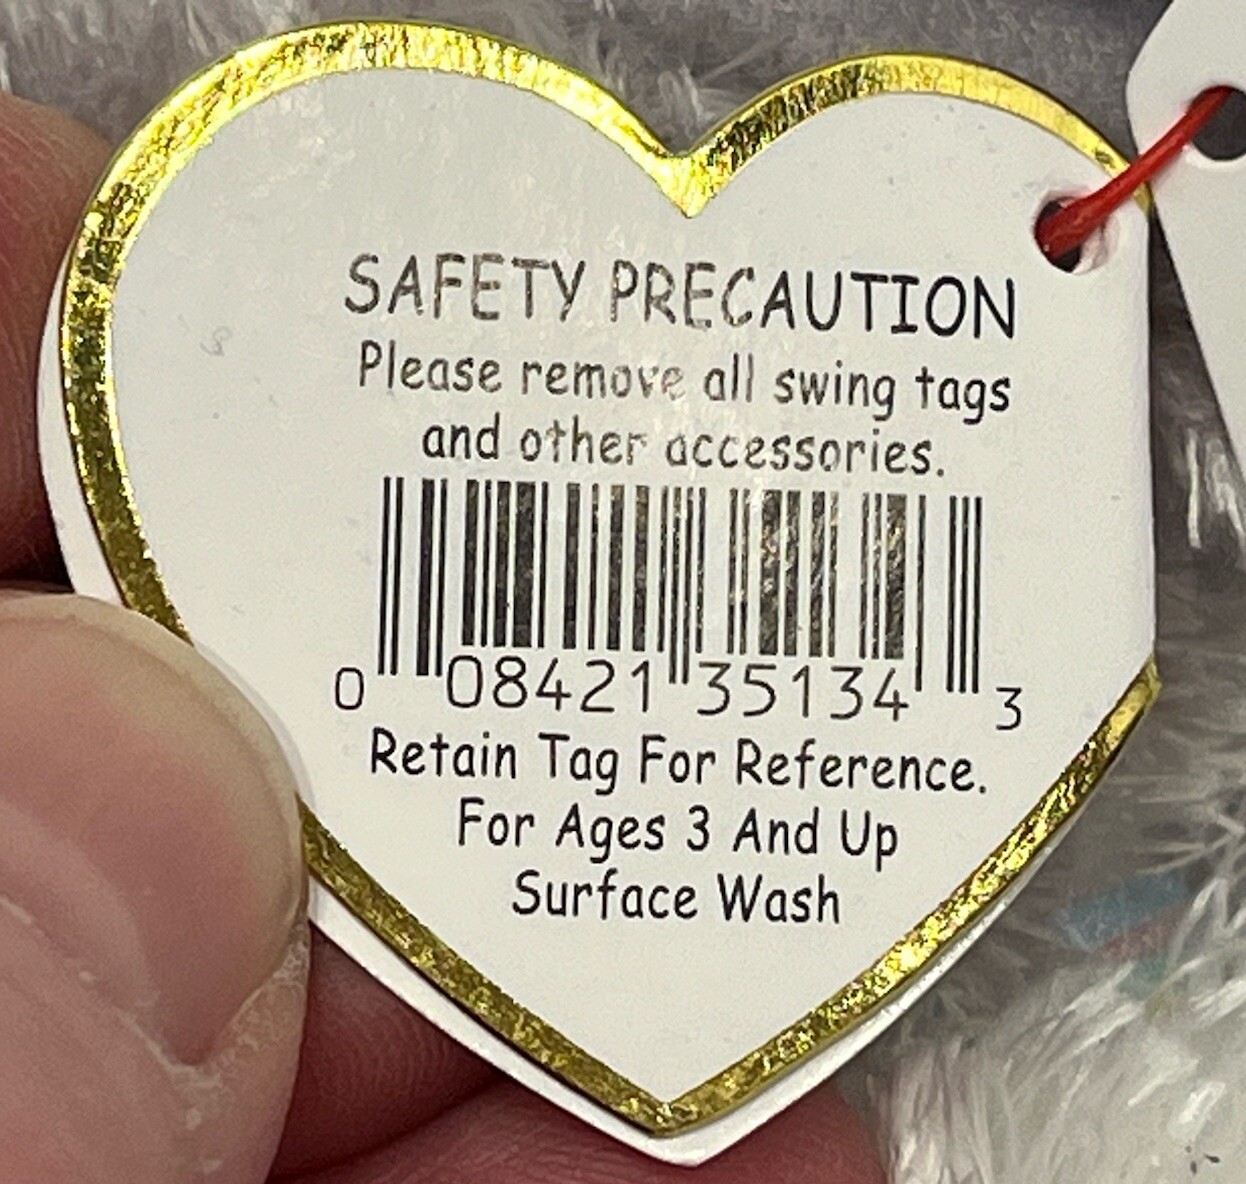 SAFETY PRECAUTION
Please remove all swing tags
and other accessories.
0 08421 35134 3
Retain Tag For Reference.
For Ages 3 And Up
Surface Wash